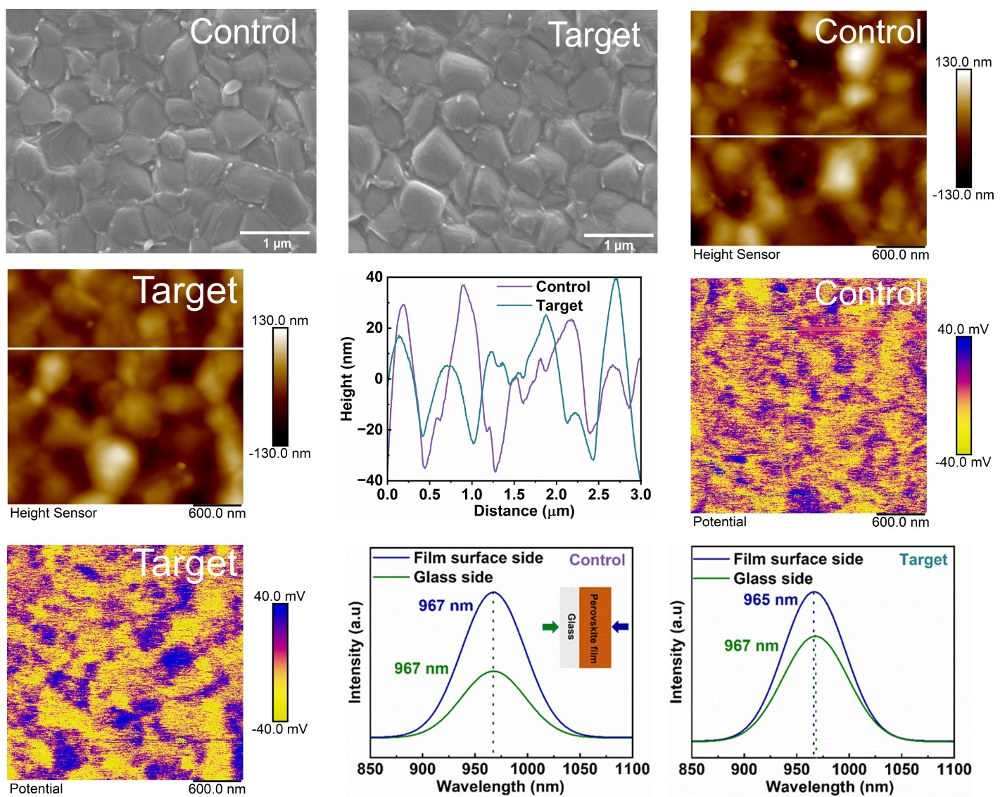 Control
1 µm
Target
1 µm
Control
130.0 nm
-130.0 nm
Height Sensor
600.0 nm
Target
130.0 nm
-130.0 nm
Height Sensor
600.0 nm
40
20
0
−20
−40
Height (nm)
Control
Target
0.0 0.5 1.0 1.5 2.0 2.5 3.0
Distance (µm)
Control
40.0 mV
-40.0 mV
Potential
600.0 nm
Target
40.0 mV
-40.0 mV
Potential
600.0 nm
Film surface side
Glass side
Control
967 nm
967 nm
Glass
Perovskite film
Intensity (a.u)
850 900 950 1000 1050 1100
Wavelength (nm)
Film surface side
Glass side
Target
965 nm
967 nm
Intensity (a.u)
850 900 950 1000 1050 1100
Wavelength (nm)